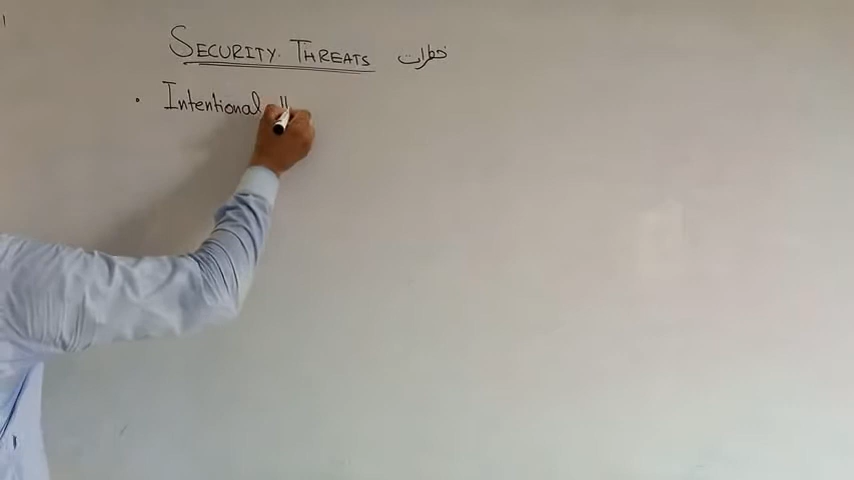 SECURITY THREATS خطرات
• Intentional